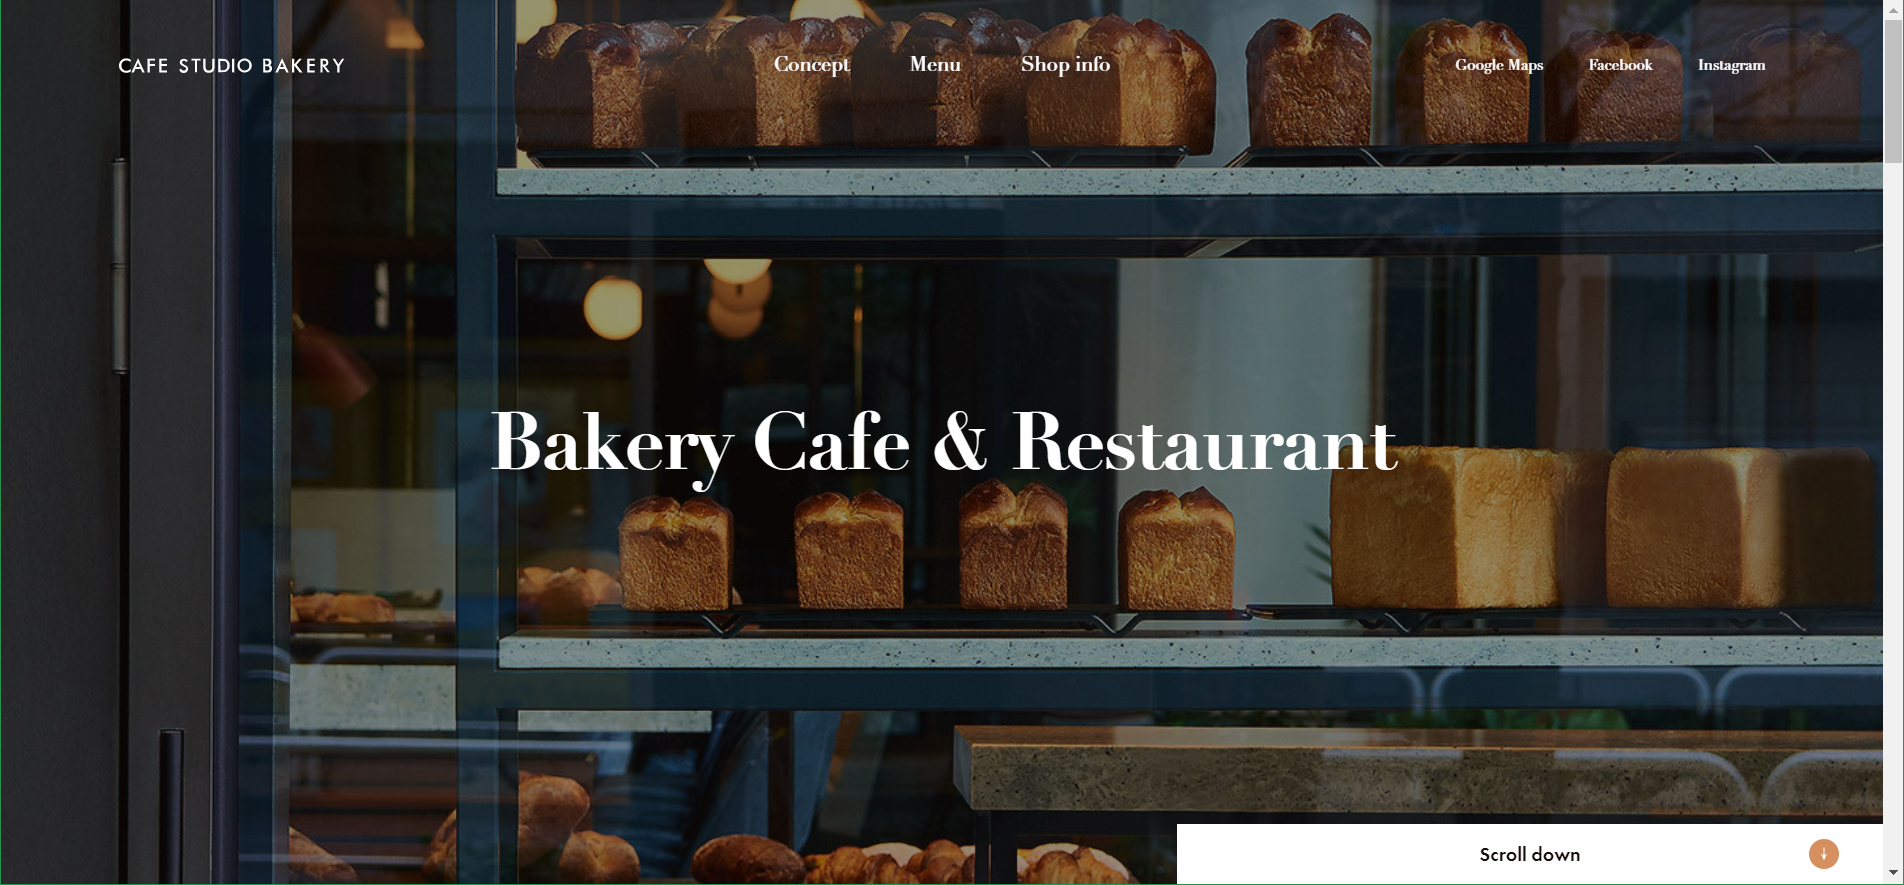 CAFE STUDIO BAKERY
Concept Menu Shop info
Google Maps Facebook Instagram
Bakery Cafe & Restaurant
Scroll down